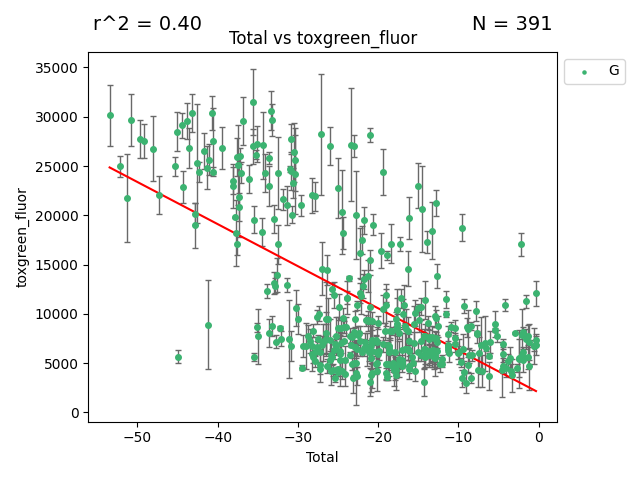 r^2 = 0.40
N = 391
Total vs toxgreen_fluor
G
35000
30000
25000
20000
15000
10000
5000
0
toxgreen_fluor
−50
−40
−30
−20
−10
0
Total